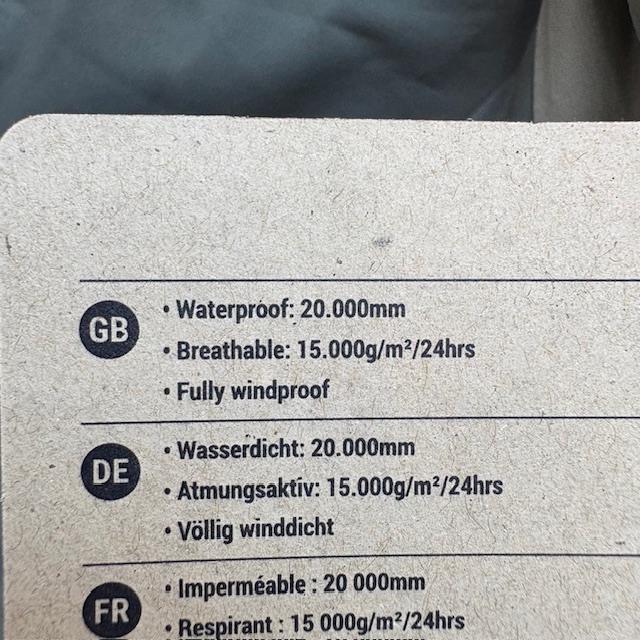 GB
• Waterproof: 20.000mm
• Breathable: 15.000g/m²/24hrs
• Fully windproof
DE
• Wasserdicht: 20.000mm
• Atmungsaktiv: 15.000g/m²/24hrs
• Völlig winddicht
FR
• Imperméable : 20 000mm
• Respirant : 15 000g/m²/24hrs